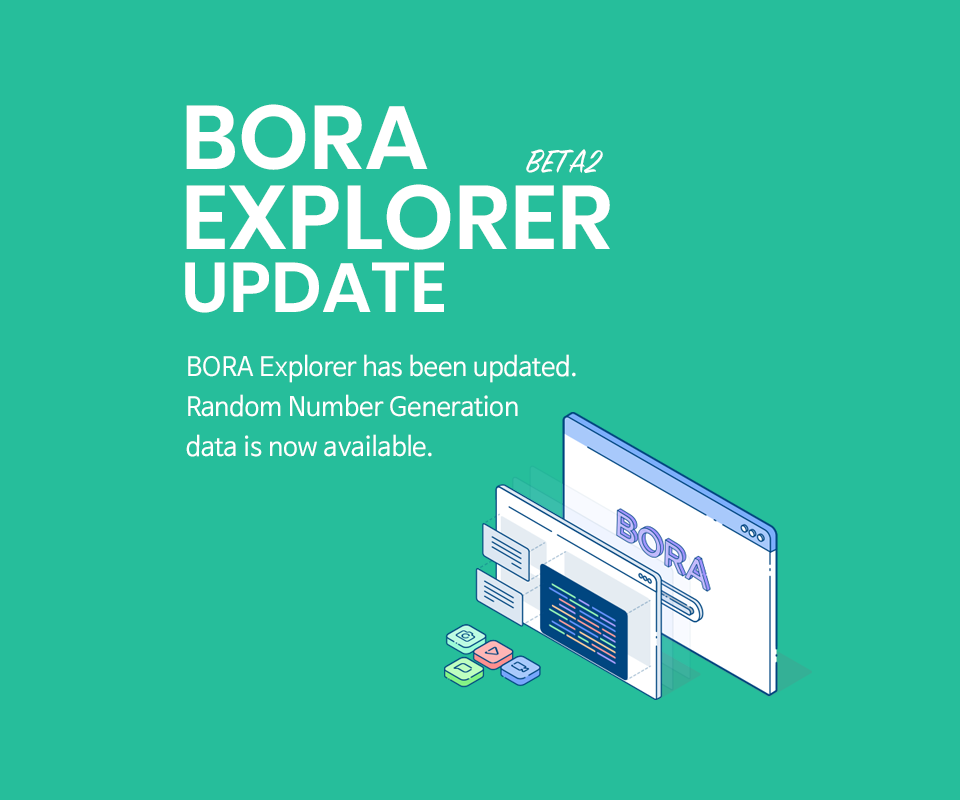 BORA
BETA2
EXPLORER
UPDATE
BORA Explorer has been updated.
Random Number Generation
data is now available.
BORA